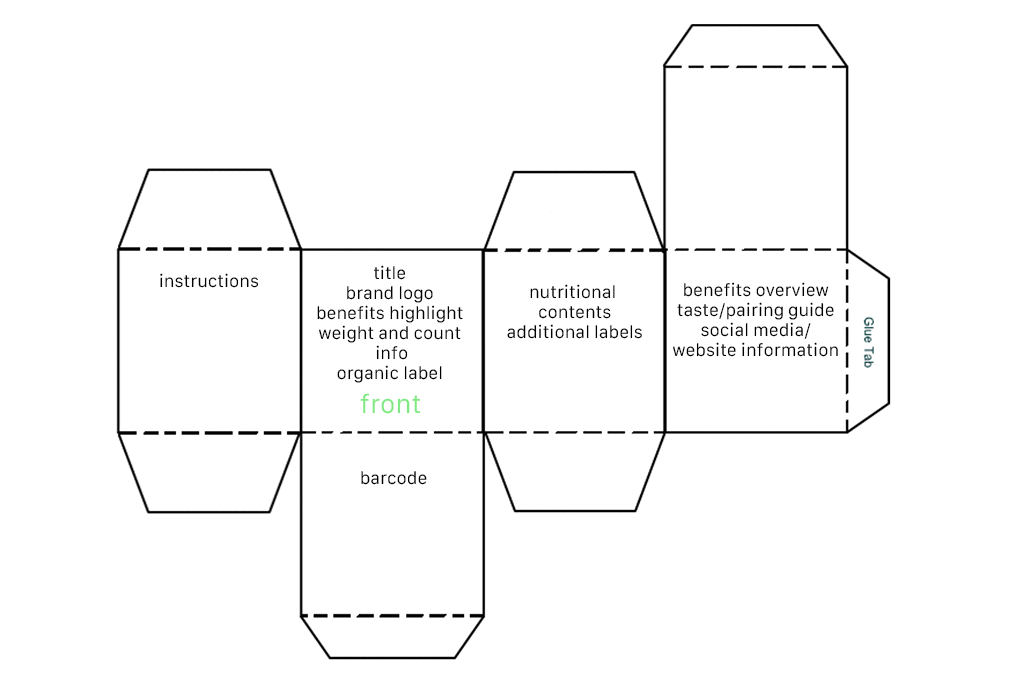 instructions
title
brand logo
benefits highlight
weight and count
info
organic label
front
barcode
nutritional
contents
additional labels
benefits overview
taste/pairing guide
social media/
website information
Glue Tab